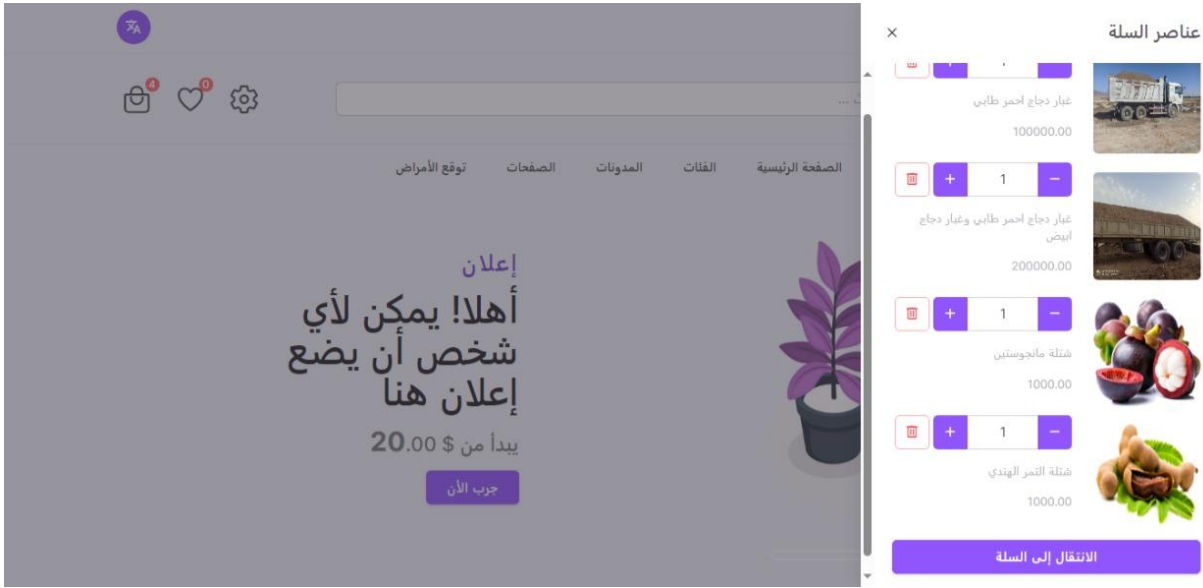 عناصر السلة
×
غبار دجاج احمر طابي
100000.00
1
غبار دجاج احمر طابي وغبار دجاج
ابيض
200000.00
1
شتلة مانجوستين
1000.00
1
شتلة التمر الهندي
1000.00
الانتقال إلى السلة
4
0
... 
الصفحة الرئيسية
الفئات
المدونات
الصفحات
توقع الأمراض
إعلان
أهلا! يمكن لأي
شخص أن يضع
إعلان هنا
يبدأ من $ 20.00
جرب الأن